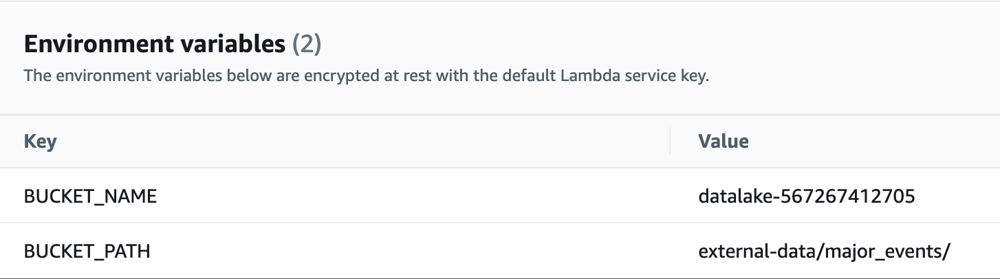 Environment variables (2)
The environment variables below are encrypted at rest with the default Lambda service key.
Key Value
BUCKET_NAME datalake-567267412705
BUCKET_PATH external-data/major_events/